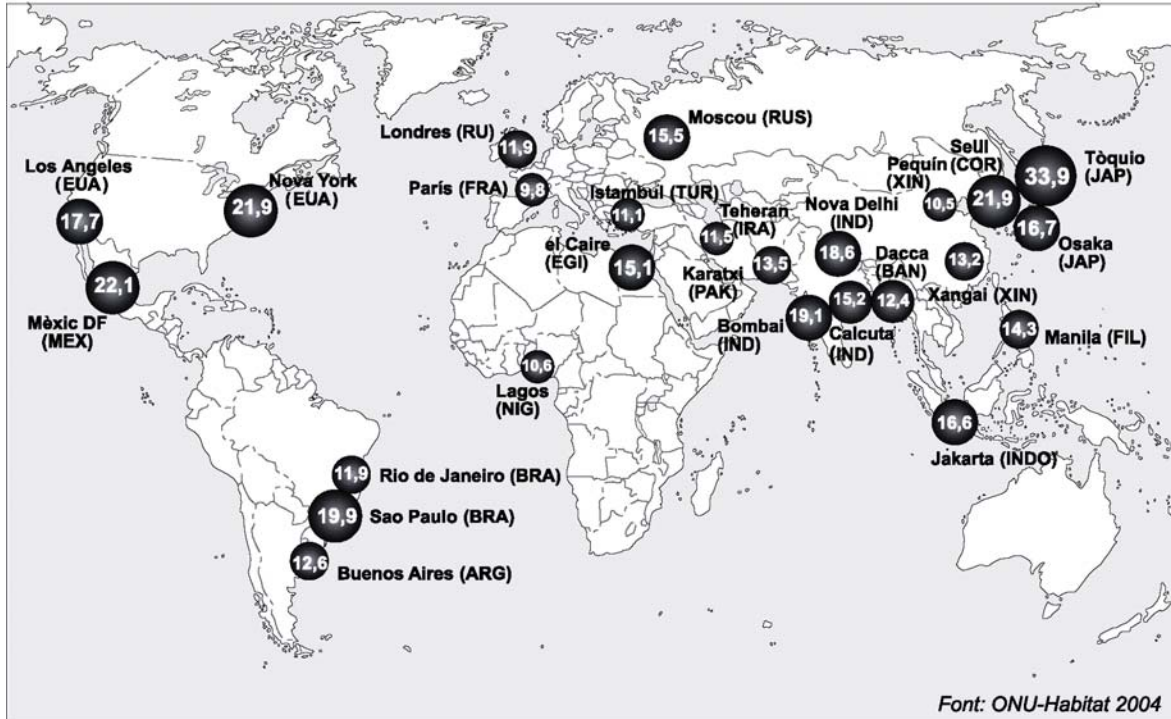 Los Angeles
(EUA)
17,7
Nova York
(EUA)
21,9
22,1
Mèxic DF
(MEX)
Londres (RU)
11,9
París (FRA)
9,8
Moscou (RUS)
15,5
Istambul (TUR)
11,1
él Caire
(EGI)
15,1
Teheran
(IRA)
11,5
Karatxi
(PAK)
13,5
Nova Delhi
(IND)
18,6
Dacca
(BAN)
12,4
Bombai
(IND)
19,1
15,2
Calcuta
(IND)
Pequín
(XIN)
10,5
Seül
(COR)
21,9
Tòquio
(JAP)
33,9
16,7
Osaka
(JAP)
13,2
Xangai (XIN)
14,3
Manila (FIL)
16,6
Jakarta (INDO)
10,6
Lagos
(NIG)
11,9
Rio de Janeiro (BRA)
19,9
Sao Paulo (BRA)
12,6
Buenos Aires (ARG)
Font: ONU-Habitat 2004